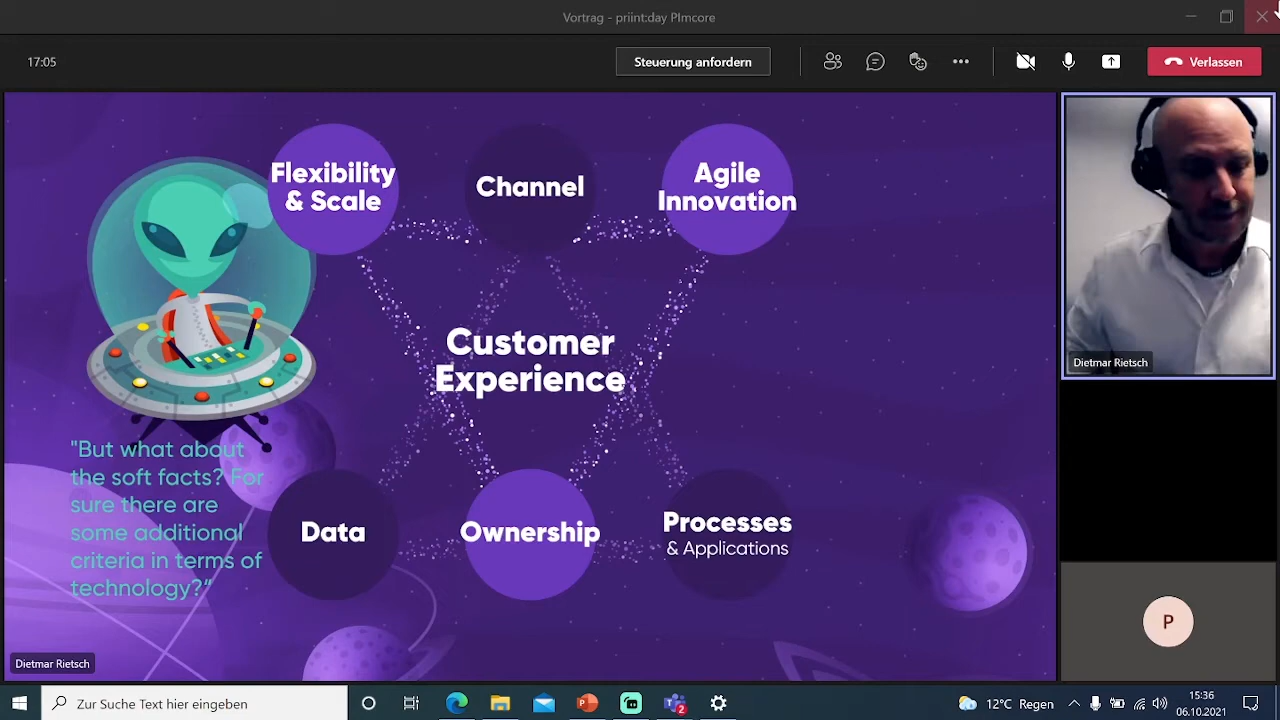 Vortrag - priint:day PImcore
17:05
Steuerung anfordern
Verlassen
Flexibility
& Scale
Channel
Agile
Innovation
Customer
Experience
Dietmar Rietsch
"But what about
the soft facts? For
sure there are
some additional
criteria in terms of
technology?“
Data
Ownership
Processes
& Applications
P
Dietmar Rietsch
Zur Suche Text hier eingeben
2
12°C Regen
15:36
06.10.2021